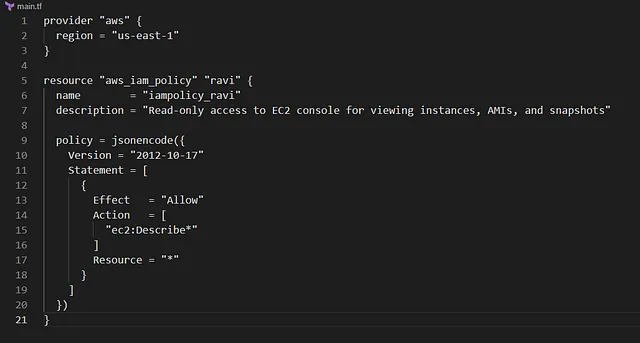 main.tf
1 provider "aws" {
2   region = "us-east-1"
3 }
4
5 resource "aws_iam_policy" "ravi" {
6   name        = "iampolicy_ravi"
7   description = "Read-only access to EC2 console for viewing instances, AMIs, and snapshots"
8
9   policy = jsonencode({
10     Version = "2012-10-17"
11     Statement = [
12       {
13         Effect   = "Allow"
14         Action   = [
15           "ec2:Describe*"
16         ]
17         Resource = "*"
18       }
19     ]
20   })
21 }